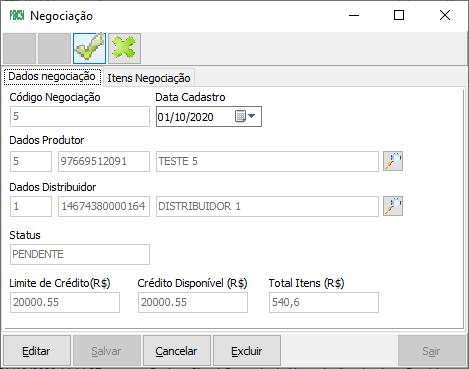 Negociação
Dados negociação Itens Negociação
Código Negociação Data Cadastro
5 01/10/2020
Dados Produtor
5 97669512091 TESTE 5
Dados Distribuidor
1 14674380000164 DISTRIBUIDOR 1
Status
PENDENTE
Limite de Crédito(R$) Crédito Disponível (R$) Total Itens (R$)
20000.55 20000.55 540,6
Editar Salvar Cancelar Excluir Sair